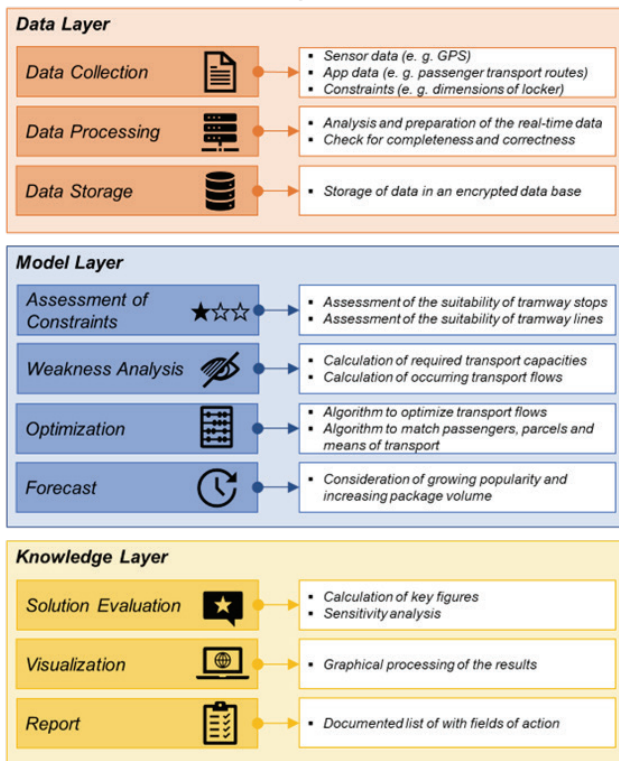 Data Layer
Data Collection
▪ Sensor data (e. g. GPS)
▪ App data (e. g. passenger transport routes)
▪ Constraints (e. g. dimensions of locker)
Data Processing
▪ Analysis and preparation of the real-time data
▪ Check for completeness and correctness
Data Storage
▪ Storage of data in an encrypted data base
Model Layer
Assessment of
Constraints
▪ Assessment of the suitability of tramway stops
▪ Assessment of the suitability of tramway lines
Weakness Analysis
▪ Calculation of required transport capacities
▪ Calculation of occurring transport flows
Optimization
▪ Algorithm to optimize transport flows
▪ Algorithm to match passengers, parcels and
means of transport
Forecast
▪ Consideration of growing popularity and
increasing package volume
Knowledge Layer
Solution Evaluation
▪ Calculation of key figures
▪ Sensitivity analysis
Visualization
▪ Graphical processing of the results
Report
▪ Documented list of with fields of action